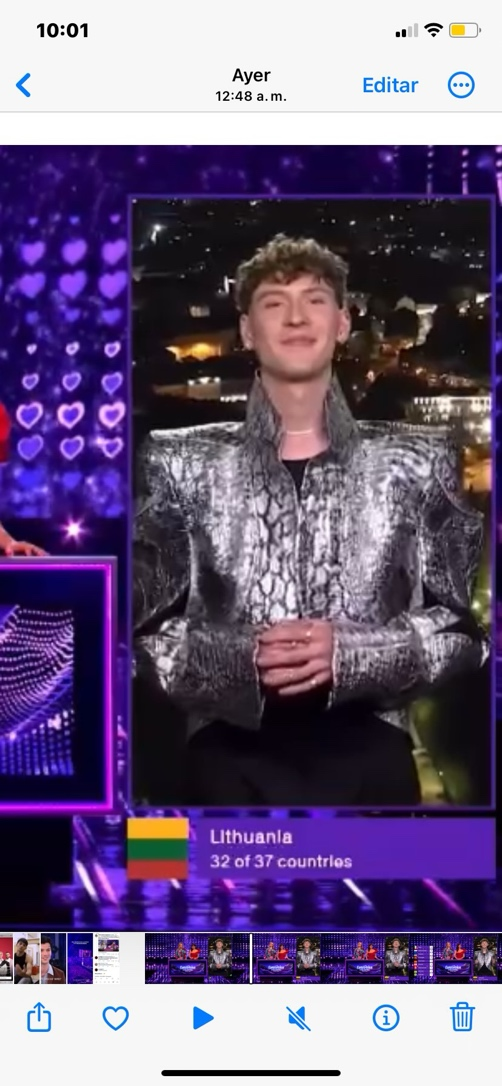 10:01
Ayer
12:48 a. m.
Editar
Lithuania
32 of 37 countries